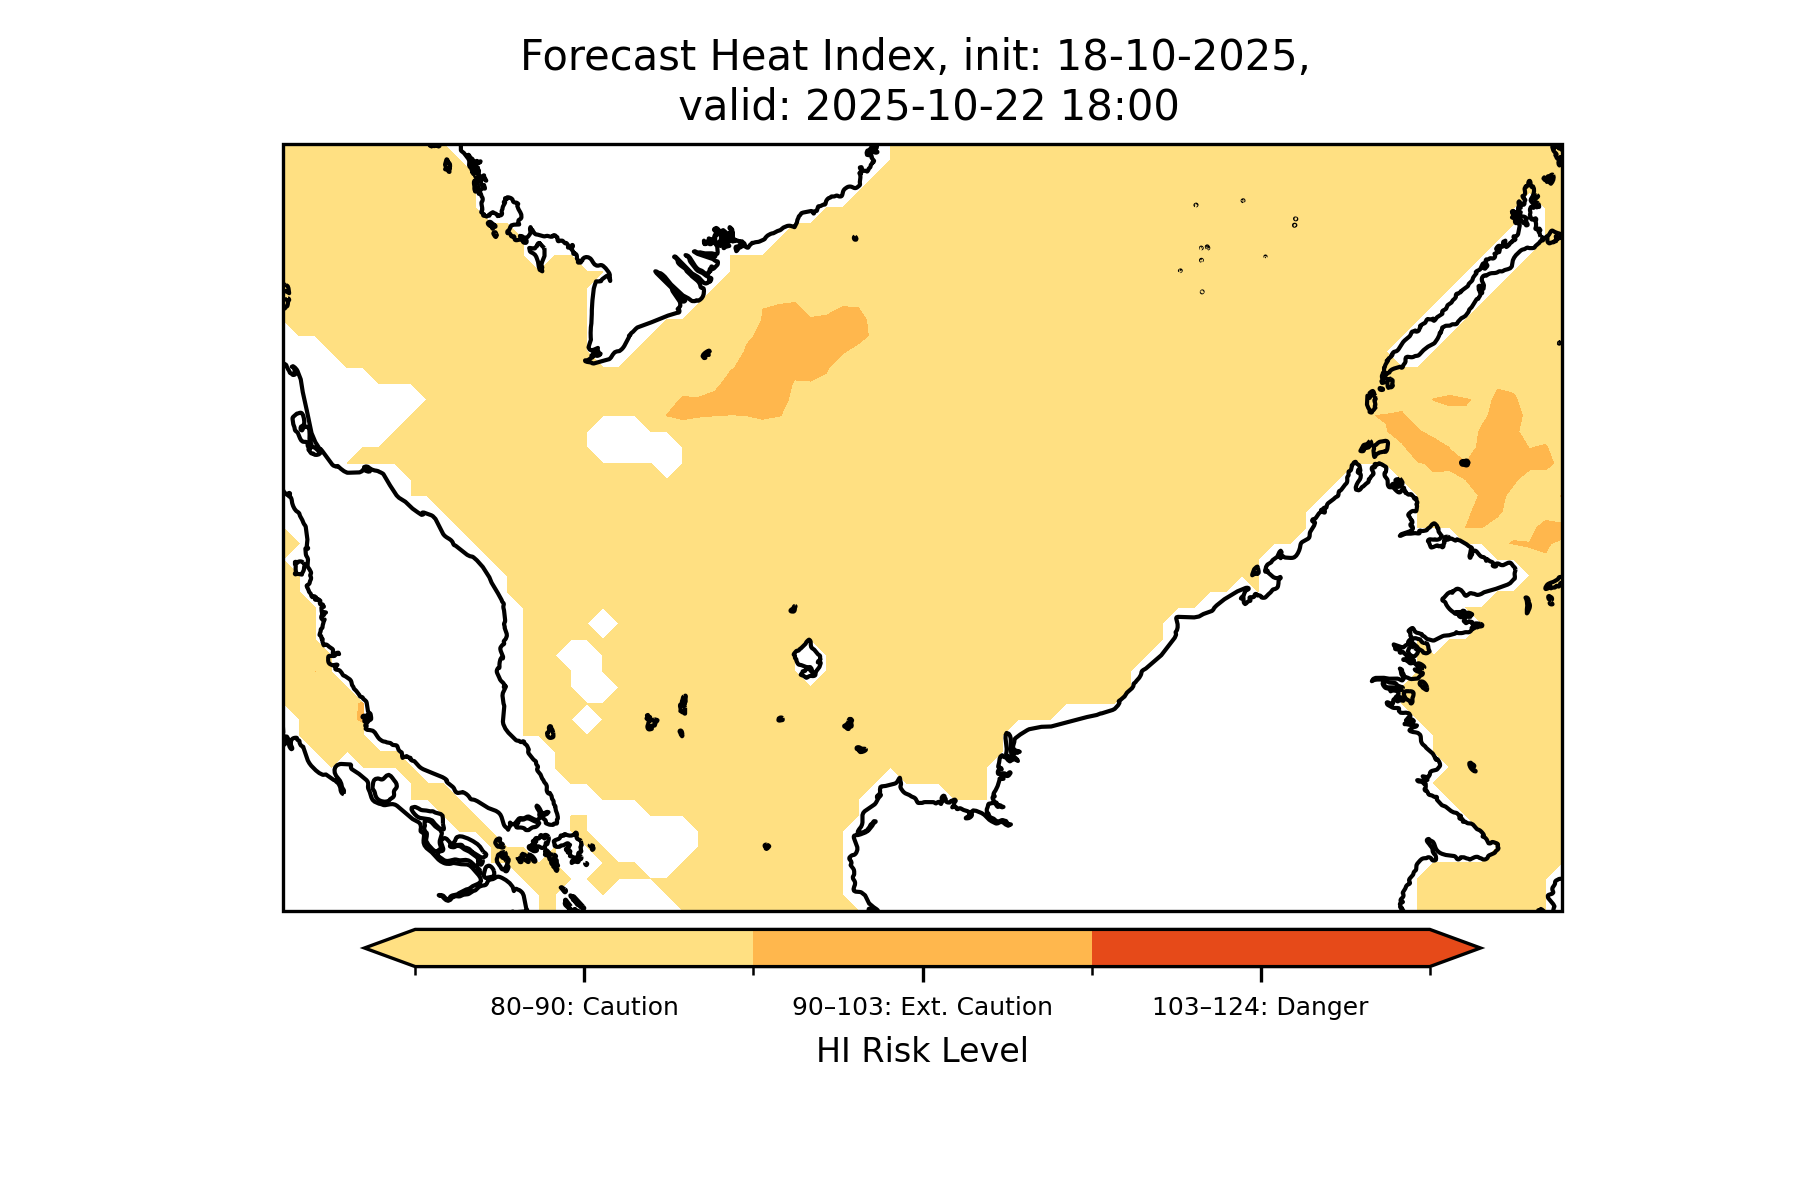 Forecast Heat Index, init: 18-10-2025,
valid: 2025-10-22 18:00
80–90: Caution
90–103: Ext. Caution
103–124: Danger
HI Risk Level